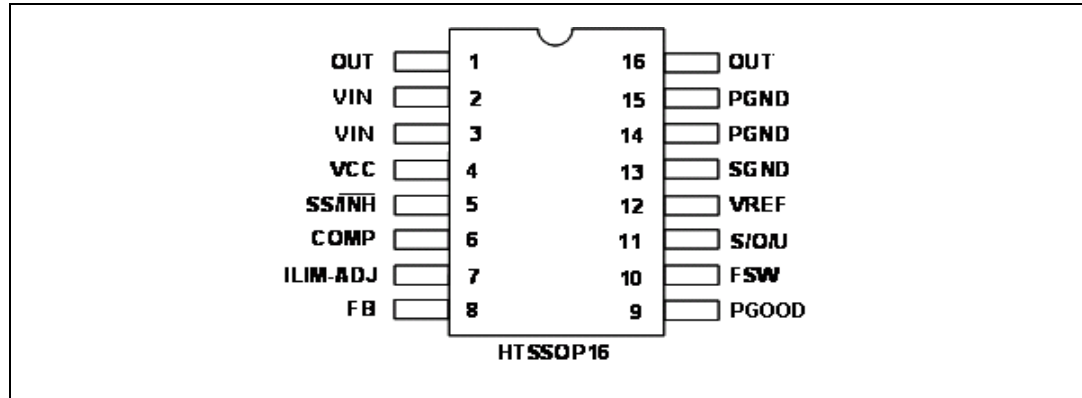 OUT 1 16 OUT
VIN 2 15 PGND
VIN 3 14 PGND
VCC 4 13 SGND
SS/I̅N̅H̅ 5 12 VREF
COMP 6 11 S/O/U
ILIM-ADJ 7 10 FSW
FB 8 9 PGOOD
HTSSOP16